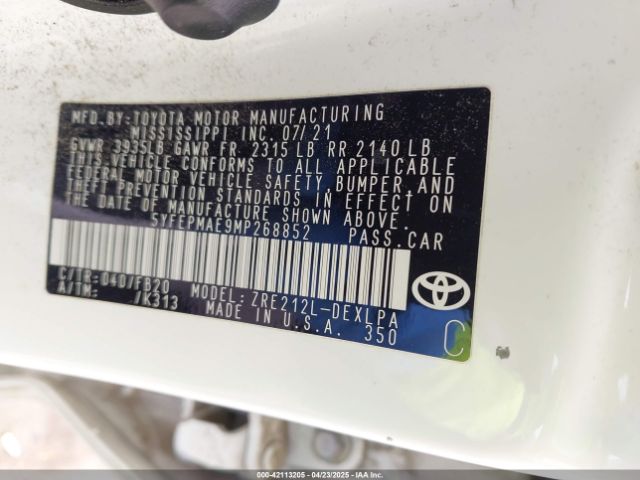 MFD.BY:TOYOTA MOTOR MANUFACTURING
MISSISSIPPI INC. 07/21
GVWR 3935LB GAWR FR. 2315 LB RR 2140 LB
THIS VEHICLE CONFORMS TO ALL APPLICABLE
FEDERAL MOTOR VEHICLE SAFETY, BUMPER, AND
THEFT PREVENTION STANDARDS IN EFFECT ON
THE DATE OF MANUFACTURE SHOWN ABOVE.
5YFEPMAE9MP268852 PASS.CAR
C/TR:040/FB20
A/TM: /K313
MODEL: ZRE212L-DEXLPA
MADE IN U.S.A. 350
C
000-42113205 - 04/23/2025 - IAAI.COM